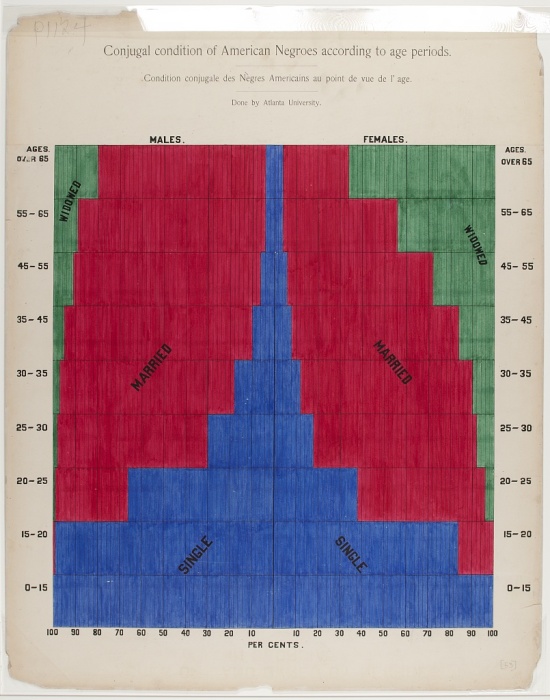 P1124
Conjugal condition of American Negroes according to age periods.
Condition conjugale des Nègres Americains au point de vue de l' age.
Done by Atlanta University.
MALES. FEMALES.
AGES. AGES.
OVER 65 OVER 65
WIDOWED
55-65 55-65
WIDOWED
45-55 45-55
35-45 35-45
MARRIED MARRIED
30-35 30-35
25-30 25-30
20-25 20-25
15-20 15-20
SINGLE SINGLE
0-15 0-15
100 90 80 70 60 50 40 30 20 10 10 20 30 40 50 60 70 80 90 100
PER CENTS.